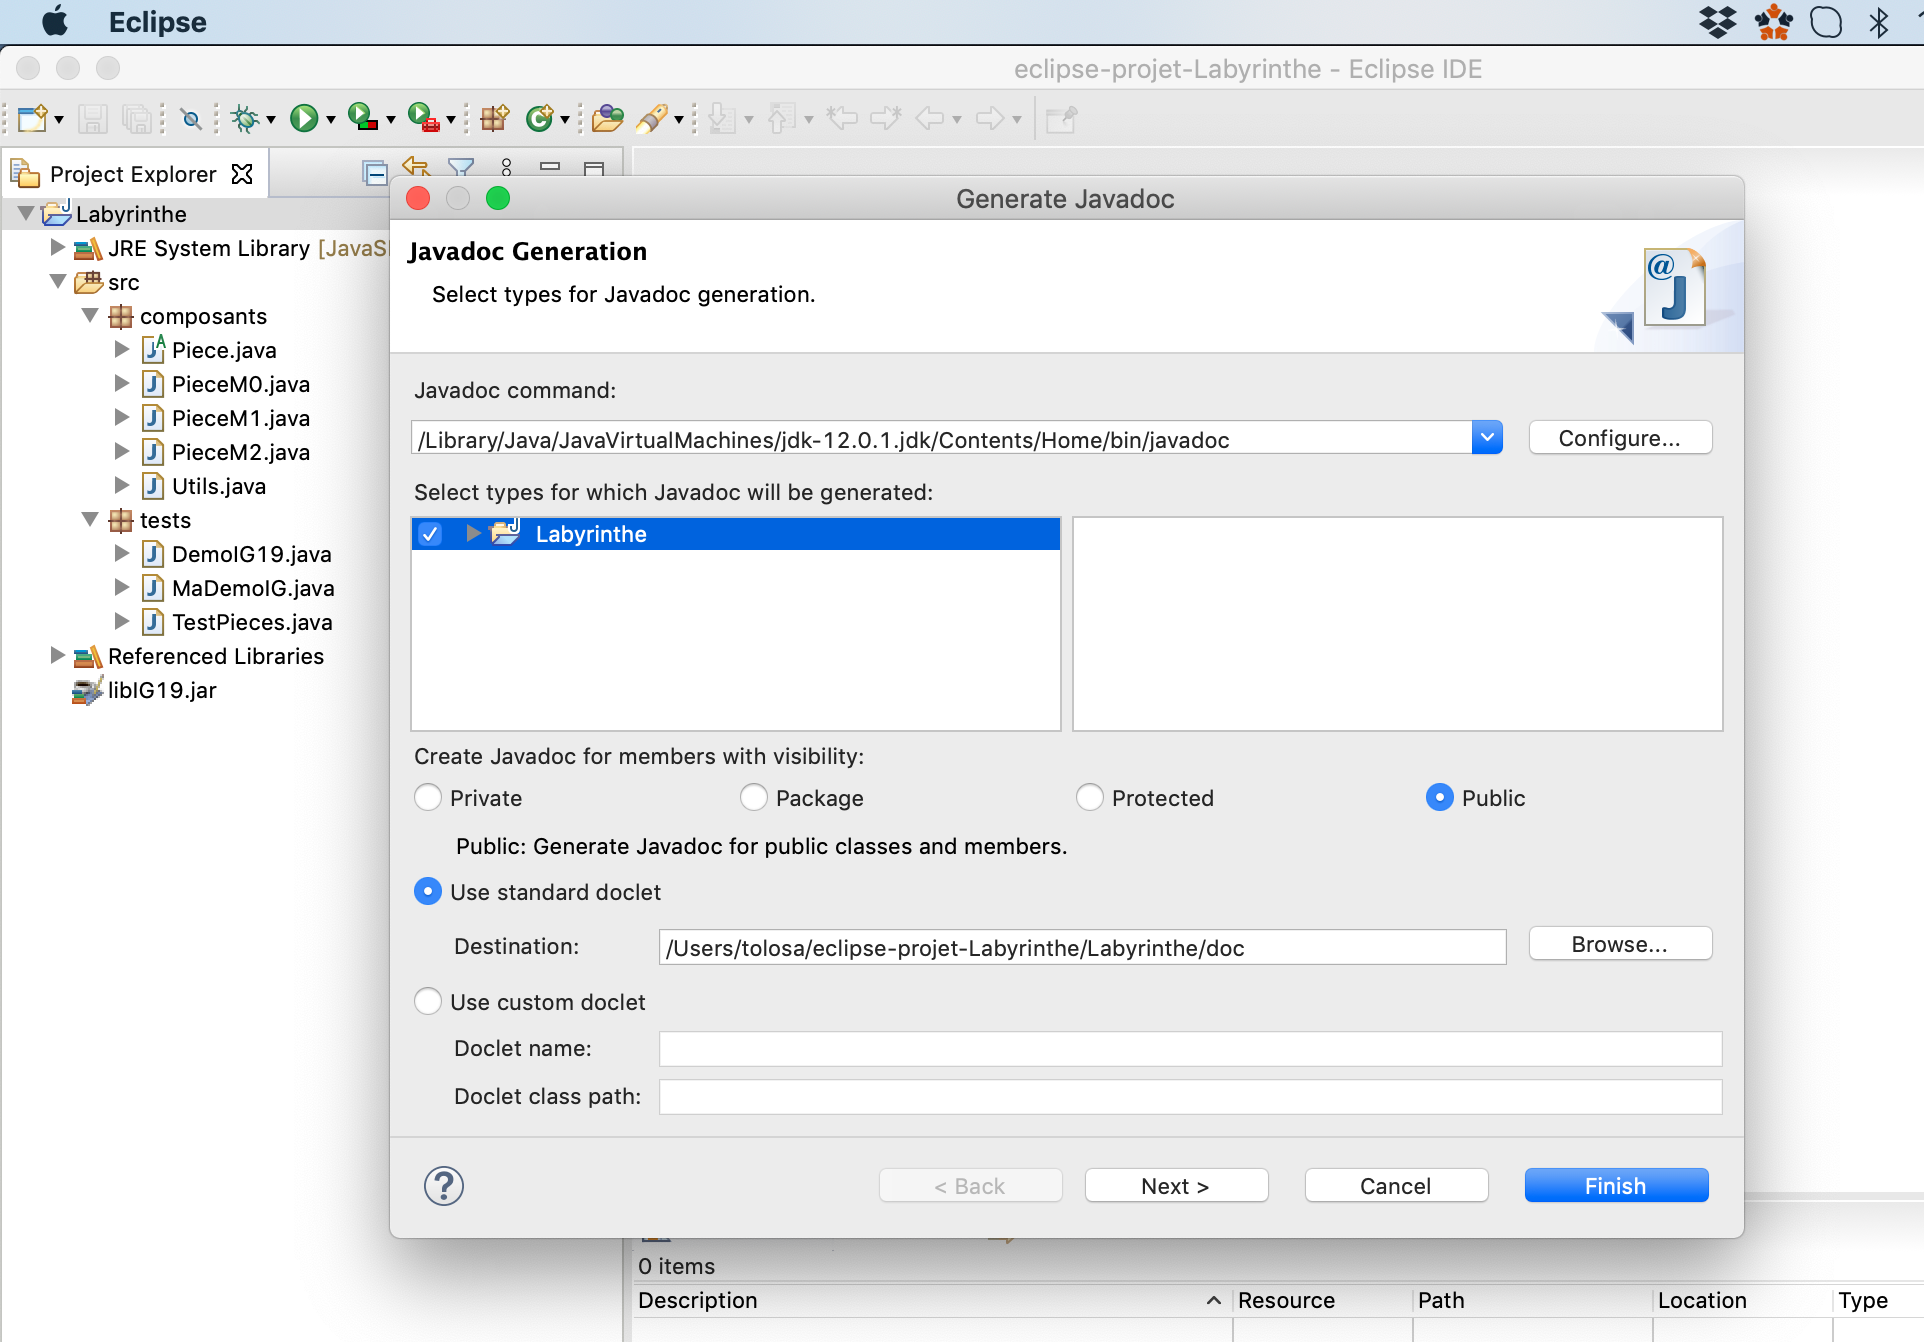 Eclipse
eclipse-projet-Labyrinthe - Eclipse IDE
Project Explorer
Labyrinthe
JRE System Library [JavaS
src
composants
Piece.java
PieceM0.java
PieceM1.java
PieceM2.java
Utils.java
tests
DemoIG19.java
MaDemoIG.java
TestPieces.java
Referenced Libraries
libIG19.jar
Generate Javadoc
Javadoc Generation
Select types for Javadoc generation.
@
J
Javadoc command:
/Library/Java/JavaVirtualMachines/jdk-12.0.1.jdk/Contents/Home/bin/javadoc
Configure...
Select types for which Javadoc will be generated:
Labyrinthe
Create Javadoc for members with visibility:
Private Package Protected Public
Public: Generate Javadoc for public classes and members.
Use standard doclet
Destination: /Users/tolosa/eclipse-projet-Labyrinthe/Labyrinthe/doc Browse...
Use custom doclet
Doclet name:
Doclet class path:
? < Back Next > Cancel Finish
0 items
Description Resource Path Location Type